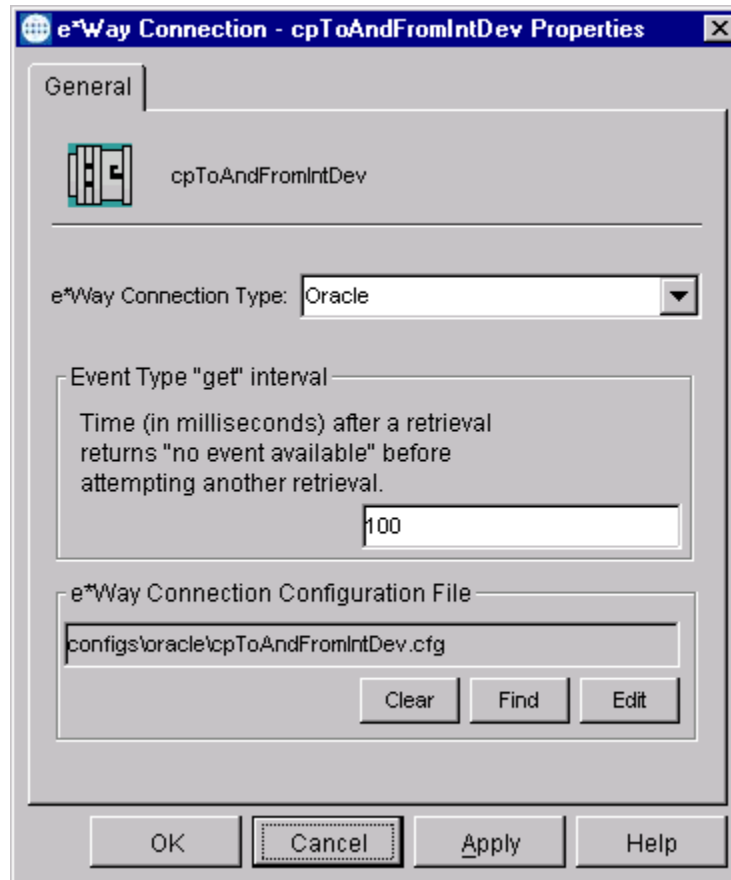 e*Way Connection - cpToAndFromIntDev Properties
General
cpToAndFromIntDev
e*Way Connection Type: Oracle
Event Type "get" interval
Time (in milliseconds) after a retrieval
returns "no event available" before
attempting another retrieval.
100
e*Way Connection Configuration File
configs\oracle\cpToAndFromIntDev.cfg
Clear Find Edit
OK Cancel Apply Help